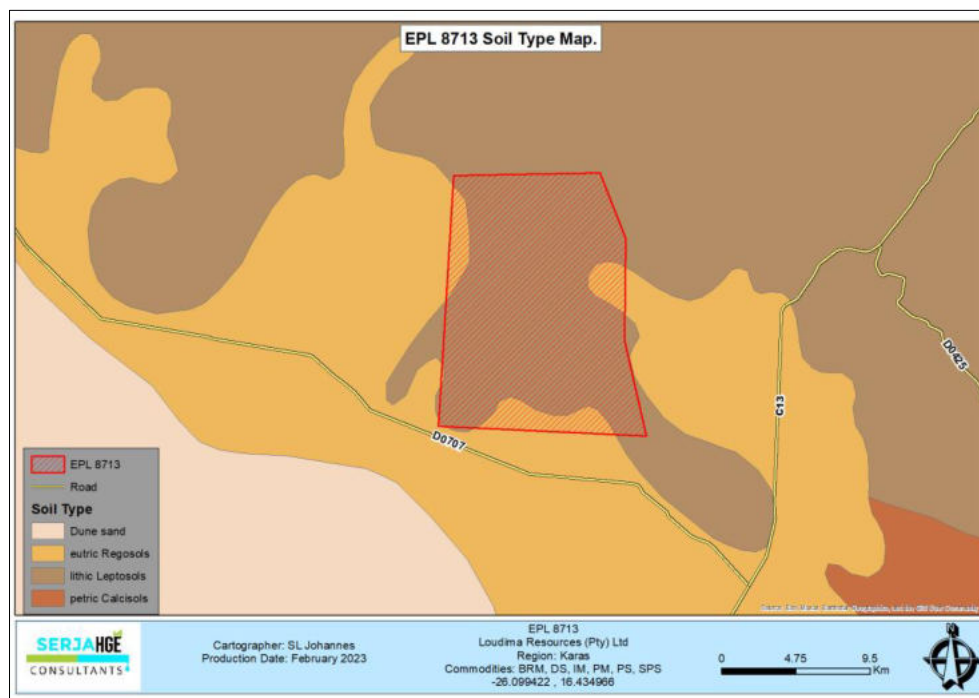 EPL 8713 Soil Type Map.
D0425
C13
D0707
EPL 8713
Road
Soil Type
Dune sand
eutric Regosols
lithic Leptosols
petric Calcisols
SERJA HGE
CONSULTANTS
Cartographer: SL Johannes
Production Date: February 2023
EPL 8713
Loudima Resources (Pty) Ltd
Region: Karas
Commodities: BRM, DS, IM, PM, PS, SPS
-26.099422 , 16.434966
0 4.75 9.5
Km